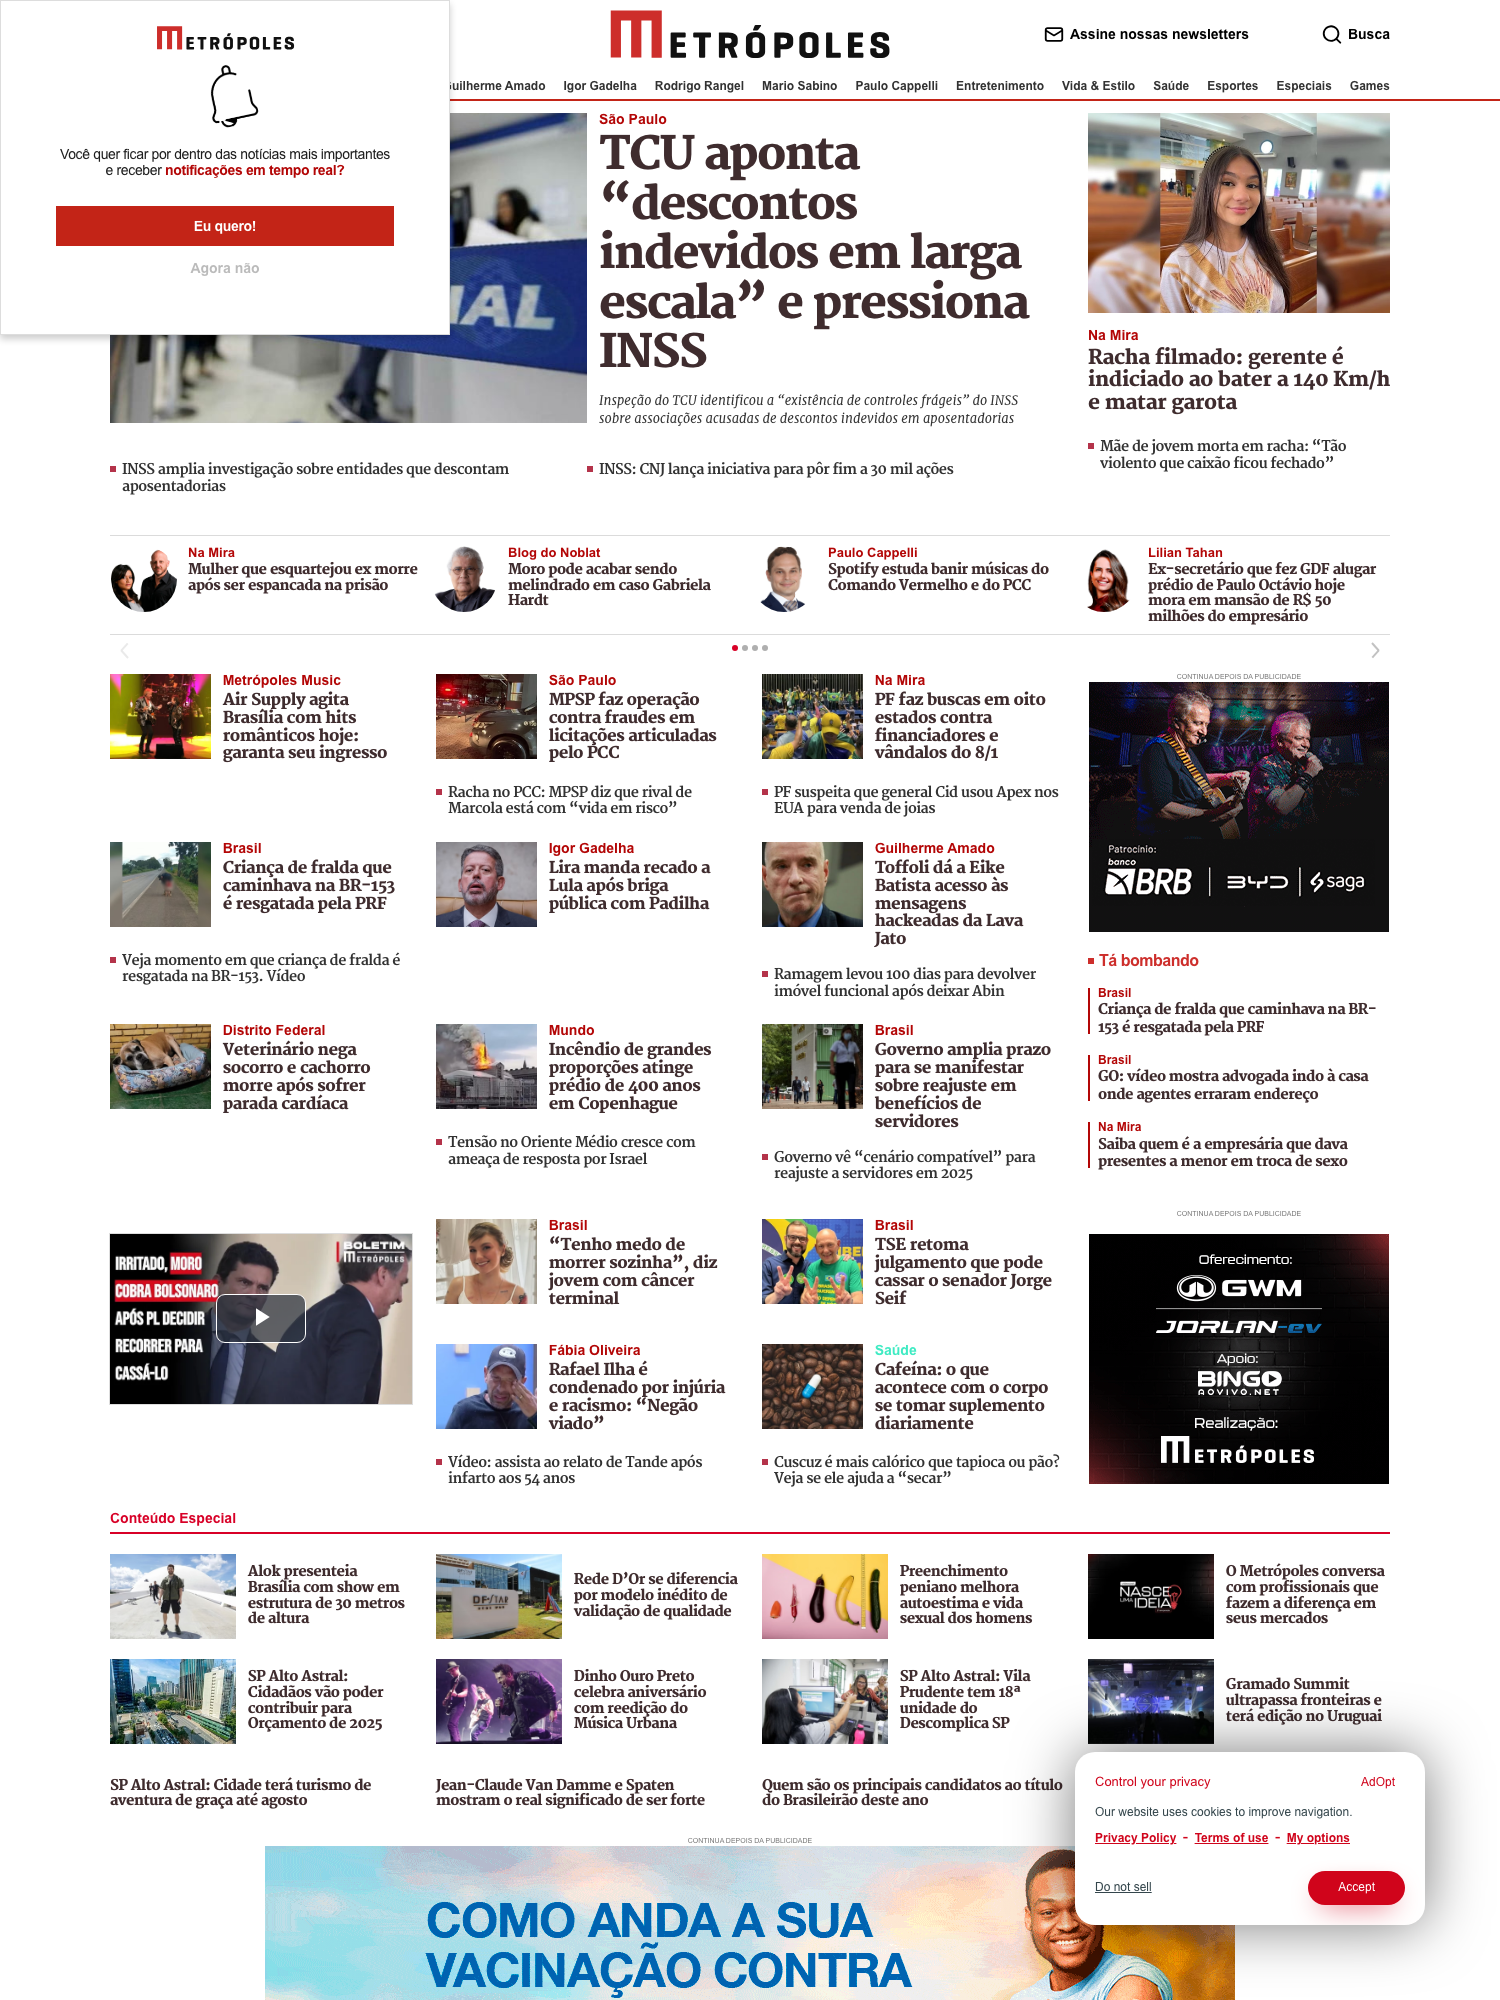 METRÓPOLES
Você quer ficar por dentro das notícias mais importantes
e receber notificações em tempo real?
Eu quero!
Agora não
METRÓPOLES
Assine nossas newsletters
Busca
Guilherme Amado
Igor Gadelha
Rodrigo Rangel
Mario Sabino
Paulo Cappelli
Entretenimento
Vida & Estilo
Saúde
Esportes
Especiais
Games
São Paulo
TCU aponta
“descontos
indevidos em larga
escala” e pressiona
INSS
Inspeção do TCU identificou a “existência de controles frágeis” do INSS
sobre associações acusadas de descontos indevidos em aposentadorias
INSS amplia investigação sobre entidades que descontam
aposentadorias
INSS: CNJ lança iniciativa para pôr fim a 30 mil ações
Na Mira
Racha filmado: gerente é
indiciado ao bater a 140 Km/h
e matar garota
Mãe de jovem morta em racha: “Tão
violento que caixão ficou fechado”
Na Mira
Mulher que esquartejou ex morre
após ser espancada na prisão
Blog do Noblat
Moro pode acabar sendo
melindrado em caso Gabriela
Hardt
Paulo Cappelli
Spotify estuda banir músicas do
Comando Vermelho e do PCC
Lilian Tahan
Ex-secretário que fez GDF alugar
prédio de Paulo Octávio hoje
mora em mansão de R$ 50
milhões do empresário
Metrópoles Music
Air Supply agita
Brasília com hits
românticos hoje:
garanta seu ingresso
São Paulo
MPSP faz operação
contra fraudes em
licitações articuladas
pelo PCC
Racha no PCC: MPSP diz que rival de
Marcola está com “vida em risco”
Na Mira
PF faz buscas em oito
estados contra
financiadores e
vândalos do 8/1
PF suspeita que general Cid usou Apex nos
EUA para venda de joias
CONTINUA DEPOIS DA PUBLICIDADE
Patrocínio:
banco
BRB
BYD
saga
Brasil
Criança de fralda que
caminhava na BR-153
é resgatada pela PRF
Veja momento em que criança de fralda é
resgatada na BR-153. Vídeo
Igor Gadelha
Lira manda recado a
Lula após briga
pública com Padilha
Guilherme Amado
Toffoli dá a Eike
Batista acesso às
mensagens
hackeadas da Lava
Jato
Ramagem levou 100 dias para devolver
imóvel funcional após deixar Abin
Tá bombando
Brasil
Criança de fralda que caminhava na BR-
153 é resgatada pela PRF
Brasil
GO: vídeo mostra advogada indo à casa
onde agentes erraram endereço
Na Mira
Saiba quem é a empresária que dava
presentes a menor em troca de sexo
Distrito Federal
Veterinário nega
socorro e cachorro
morre após sofrer
parada cardíaca
Mundo
Incêndio de grandes
proporções atinge
prédio de 400 anos
em Copenhague
Tensão no Oriente Médio cresce com
ameaça de resposta por Israel
Brasil
Governo amplia prazo
para se manifestar
sobre reajuste em
benefícios de
servidores
Governo vê “cenário compatível” para
reajuste a servidores em 2025
BOLETIM
METRÓPOLES
IRRITADO, MORO
COBRA BOLSONARO
APÓS PL DECIDIR
RECORRER PARA
CASSÁ-LO
Brasil
“Tenho medo de
morrer sozinha”, diz
jovem com câncer
terminal
Brasil
TSE retoma
julgamento que pode
cassar o senador Jorge
Seif
CONTINUA DEPOIS DA PUBLICIDADE
Oferecimento:
GWM
JORLAN-ev
Apoio:
BINGO
AOVIVO.NET
Realização:
METRÓPOLES
Fábia Oliveira
Rafael Ilha é
condenado por injúria
e racismo: “Negão
viado”
Vídeo: assista ao relato de Tande após
infarto aos 54 anos
Saúde
Cafeína: o que
acontece com o corpo
se tomar suplemento
diariamente
Cuscuz é mais calórico que tapioca ou pão?
Veja se ele ajuda a “secar”
Conteúdo Especial
Alok presenteia
Brasília com show em
estrutura de 30 metros
de altura
Rede D’Or se diferencia
por modelo inédito de
validação de qualidade
Preenchimento
peniano melhora
autoestima e vida
sexual dos homens
NASCE
UMA IDEIA
O Metrópoles conversa
com profissionais que
fazem a diferença em
seus mercados
SP Alto Astral:
Cidadãos vão poder
contribuir para
Orçamento de 2025
Dinho Ouro Preto
celebra aniversário
com reedição do
Música Urbana
SP Alto Astral: Vila
Prudente tem 18ª
unidade do
Descomplica SP
Gramado Summit
ultrapassa fronteiras e
terá edição no Uruguai
SP Alto Astral: Cidade terá turismo de
aventura de graça até agosto
Jean-Claude Van Damme e Spaten
mostram o real significado de ser forte
Quem são os principais candidatos ao título
do Brasileirão deste ano
Control your privacy
AdOpt
Our website uses cookies to improve navigation.
Privacy Policy - Terms of use - My options
Do not sell
Accept
CONTINUA DEPOIS DA PUBLICIDADE
COMO ANDA A SUA
VACINAÇÃO CONTRA